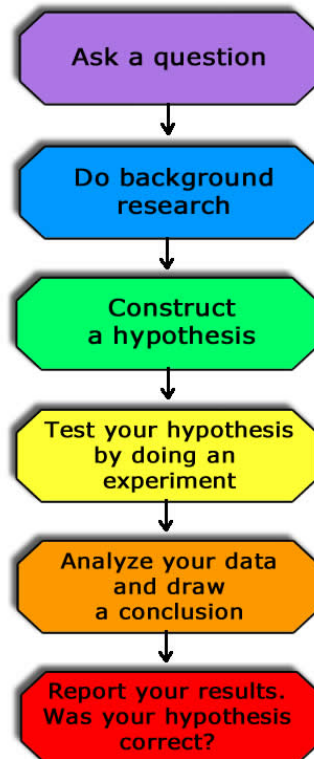 Ask a question
Do background
research
Construct
a hypothesis
Test your hypothesis
by doing an
experiment
Analyze your data
and draw
a conclusion
Report your results.
Was your hypothesis
correct?